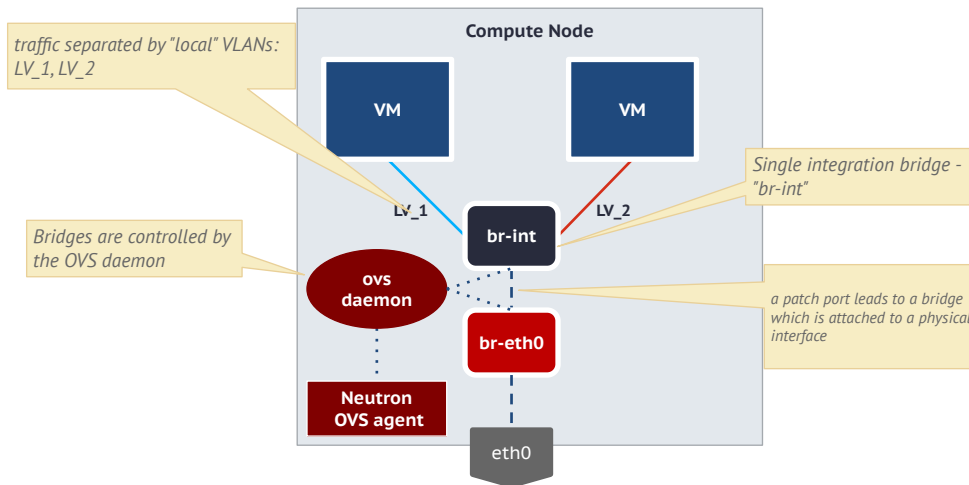 traffic separated by "local" VLANs:
LV_1, LV_2
Compute Node
VM
VM
Single integration bridge -
"br-int"
LV_1
LV_2
br-int
Bridges are controlled by
the OVS daemon
ovs
daemon
a patch port leads to a bridge
which is attached to a physical
interface
br-eth0
Neutron
OVS agent
eth0